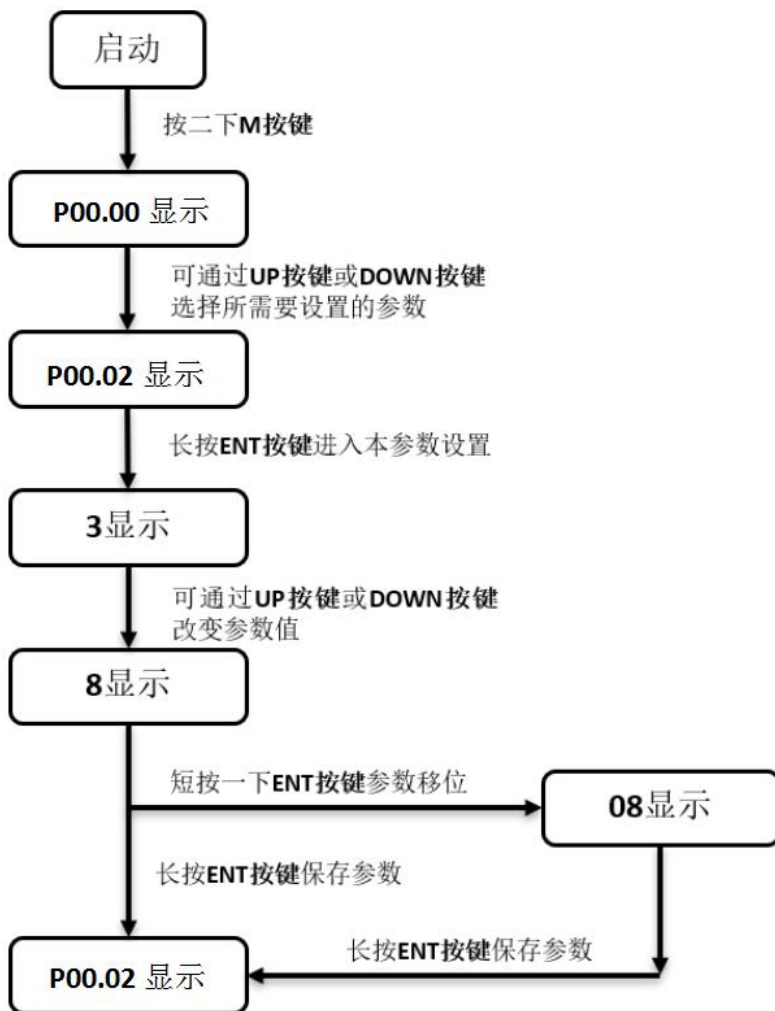 启动
按二下M按键
P00.00 显示
可通过UP按键或DOWN按键
选择所需要设置的参数
P00.02 显示
长按ENT按键进入本参数设置
3显示
可通过UP按键或DOWN按键
改变参数值
8显示
短按一下ENT按键参数移位
08显示
长按ENT按键保存参数
长按ENT按键保存参数
P00.02 显示